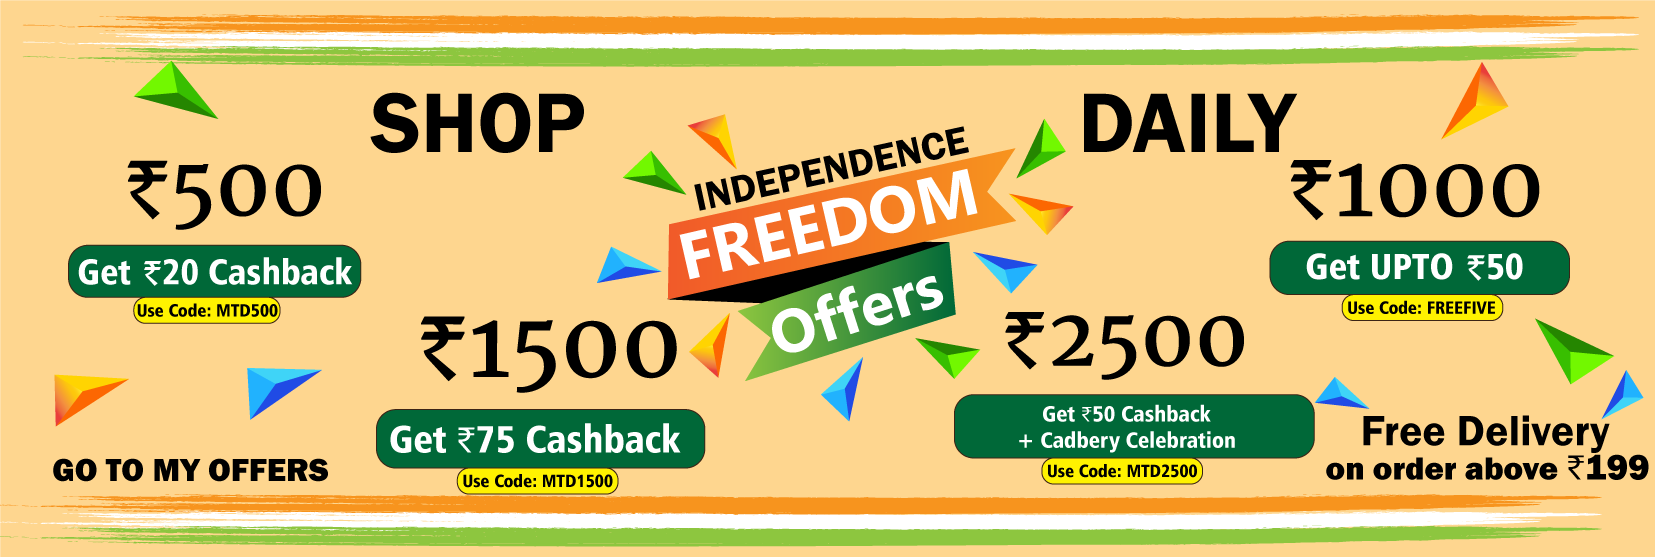 SHOP
DAILY
INDEPENDENCE
FREEDOM
Offers
₹500
Get ₹20 Cashback
Use Code: MTD500
₹1000
Get UPTO ₹50
Use Code: FREEFIVE
₹1500
Get ₹75 Cashback
Use Code: MTD1500
₹2500
Get ₹50 Cashback
+ Cadbery Celebration
Use Code: MTD2500
GO TO MY OFFERS
Free Delivery
on order above ₹199